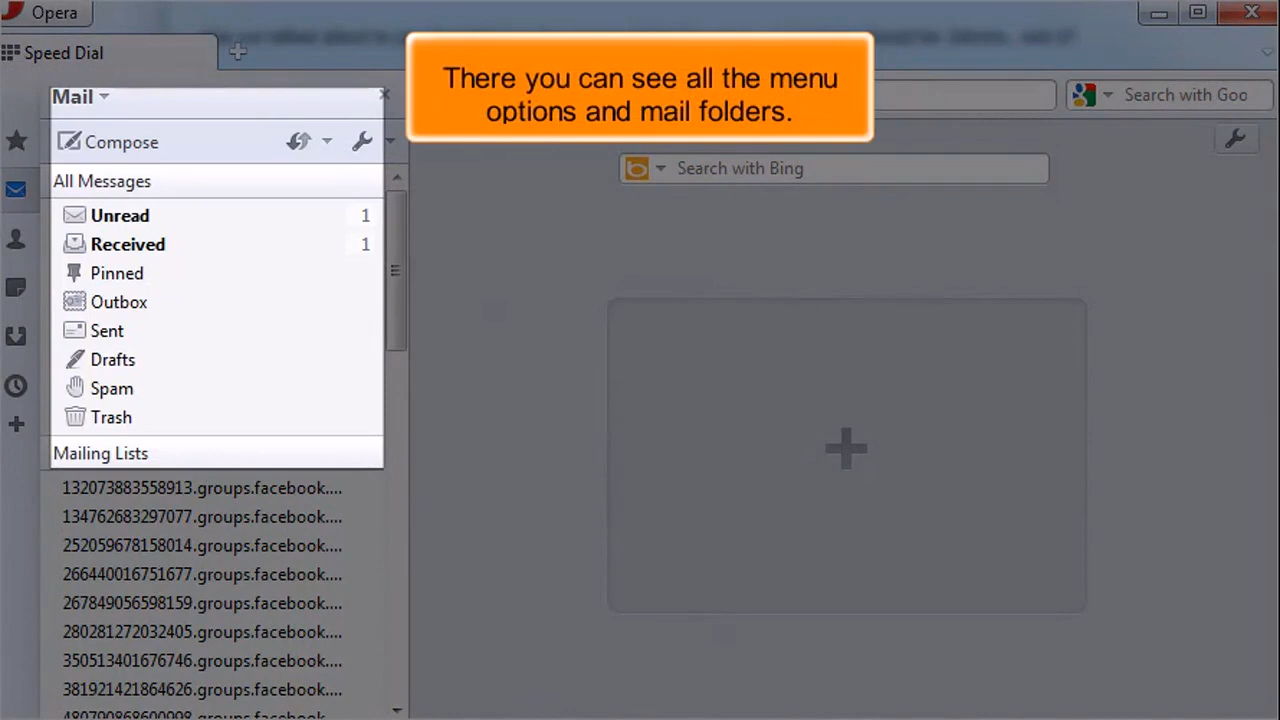 Opera
Speed Dial
There you can see all the menu
options and mail folders.
Mail
Search with Goo
Compose
Search with Bing
All Messages
Unread 1
Received 1
Pinned
Outbox
Sent
Drafts
Spam
Trash
Mailing Lists
132073883558913.groups.facebook....
134762683297077.groups.facebook....
252059678158014.groups.facebook....
266440016751677.groups.facebook....
267849056598159.groups.facebook....
280281272032405.groups.facebook....
350513401676746.groups.facebook....
381921421864626.groups.facebook....
480790868600998.groups.facebook....